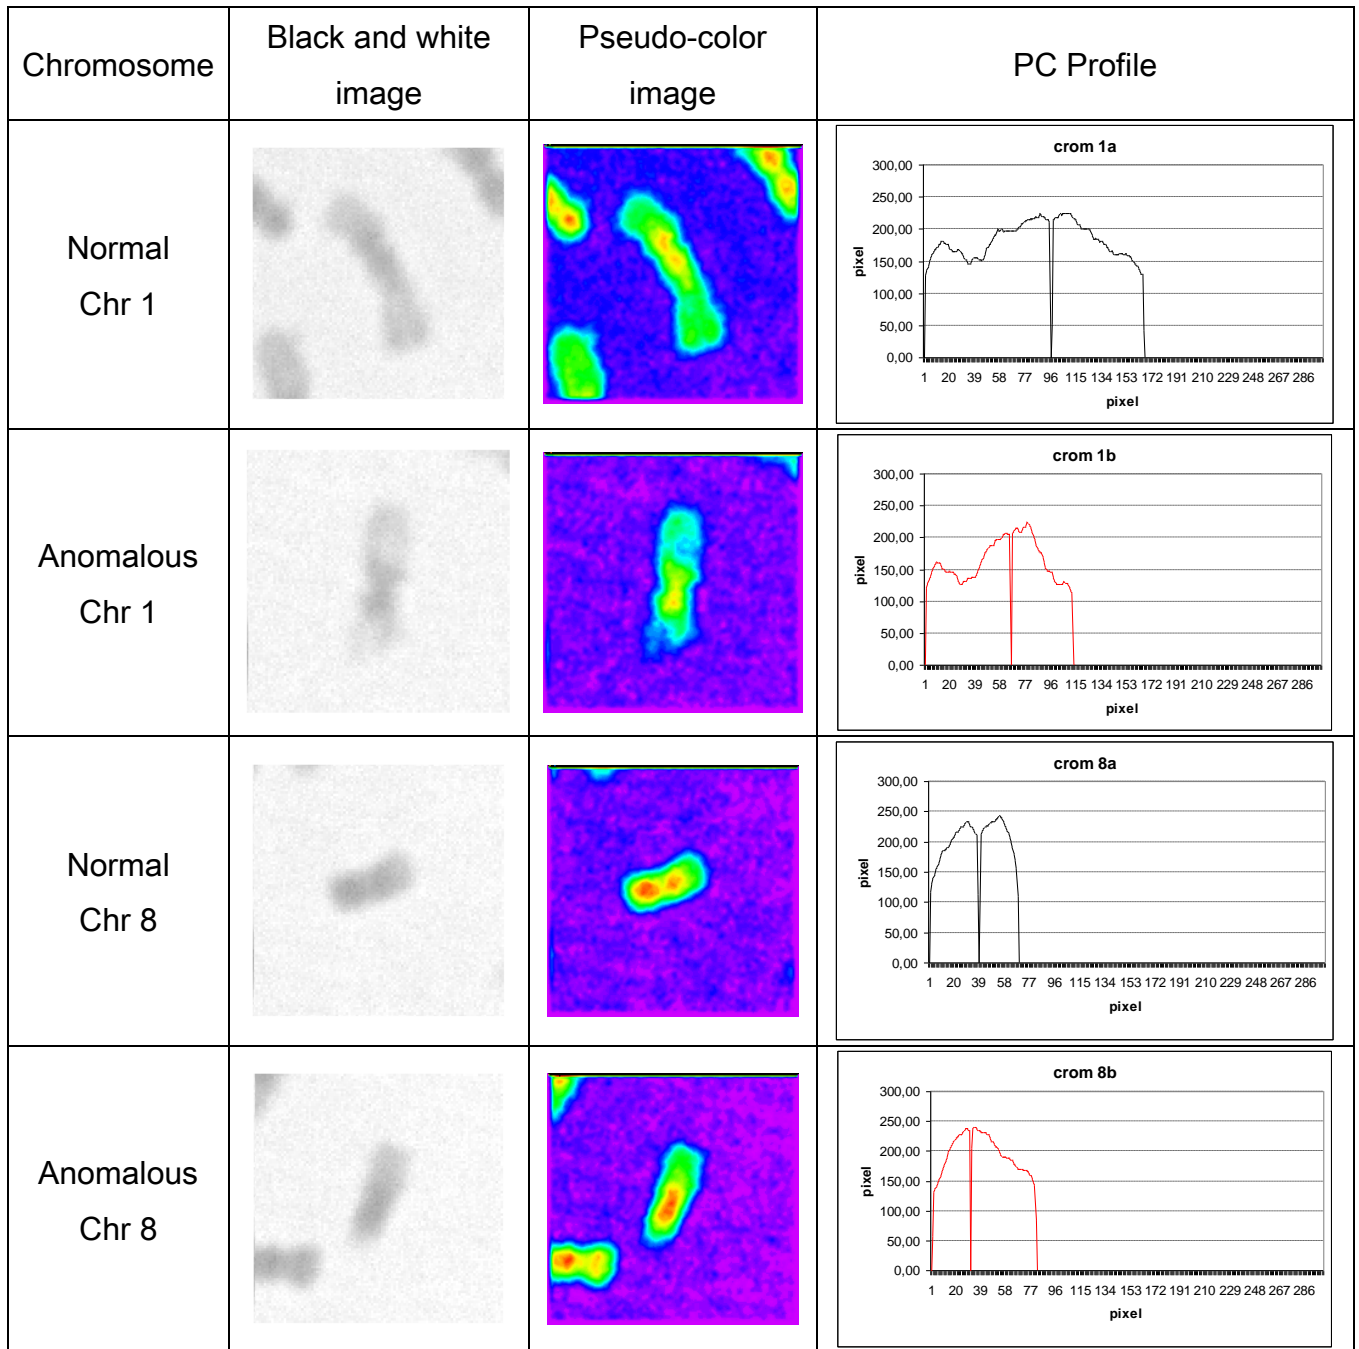 Chromosome
Black and white
image
Pseudo-color
image
PC Profile
Normal
Chr 1
crom 1a
300,00
250,00
200,00
150,00
100,00
50,00
0,00
pixel
1 20 39 58 77 96 115 134 153 172 191 210 229 248 267 286
pixel
Anomalous
Chr 1
crom 1b
300,00
250,00
200,00
150,00
100,00
50,00
0,00
pixel
1 20 39 58 77 96 115 134 153 172 191 210 229 248 267 286
pixel
Normal
Chr 8
crom 8a
300,00
250,00
200,00
150,00
100,00
50,00
0,00
pixel
1 20 39 58 77 96 115 134 153 172 191 210 229 248 267 286
pixel
Anomalous
Chr 8
crom 8b
300,00
250,00
200,00
150,00
100,00
50,00
0,00
pixel
1 20 39 58 77 96 115 134 153 172 191 210 229 248 267 286
pixel